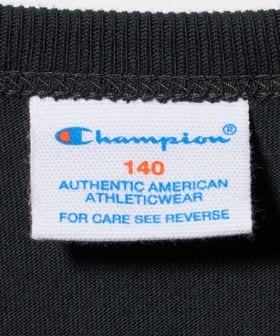 Champion®
140
AUTHENTIC AMERICAN
ATHLETICWEAR
FOR CARE SEE REVERSE